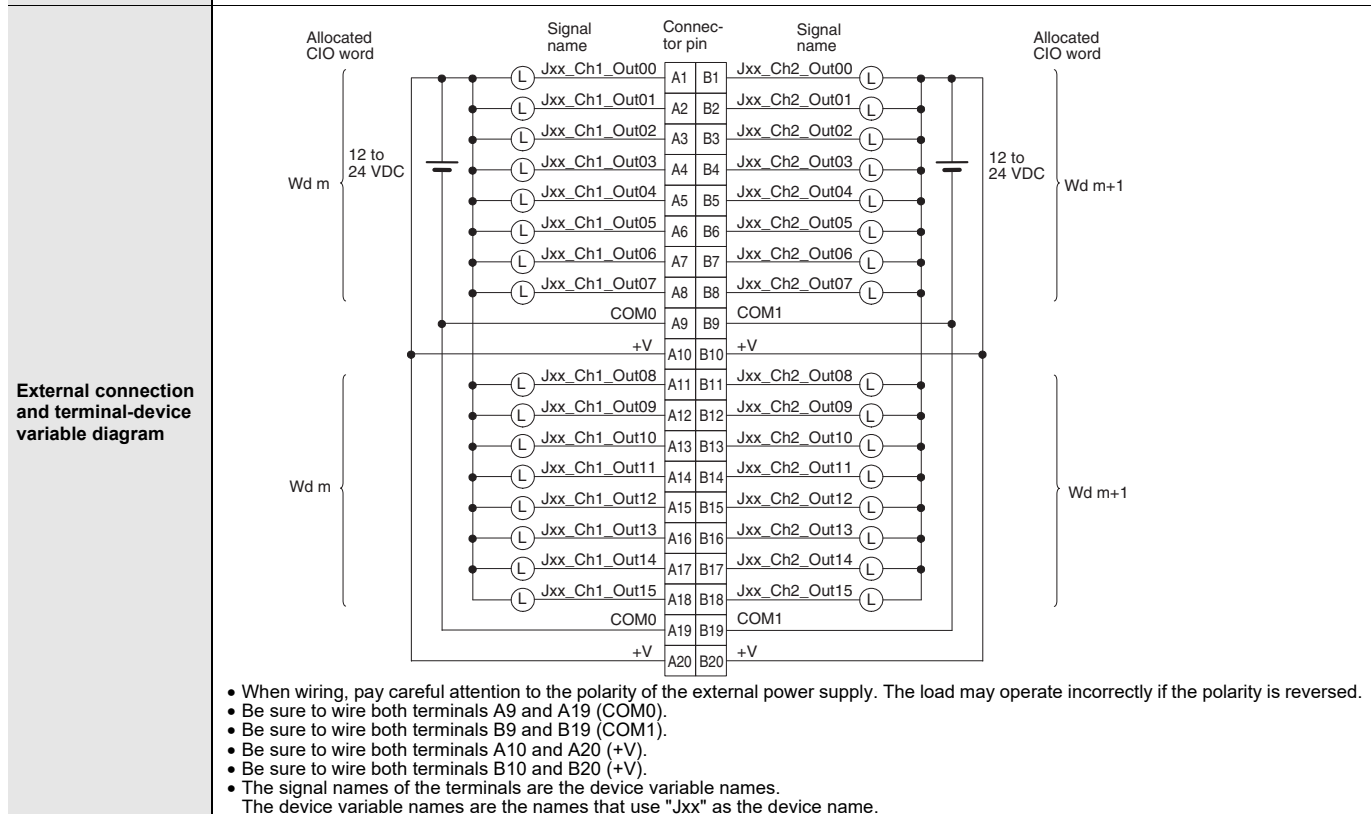 External connection
and terminal-device
variable diagram
Allocated
CIO word
Signal
name
Connec-
tor pin
Signal
name
Allocated
CIO word
L Jxx_Ch1_Out00 A1 B1 Jxx_Ch2_Out00 L
L Jxx_Ch1_Out01 A2 B2 Jxx_Ch2_Out01 L
L Jxx_Ch1_Out02 A3 B3 Jxx_Ch2_Out02 L
12 to
24 VDC
L Jxx_Ch1_Out03 A4 B4 Jxx_Ch2_Out03 L
12 to
24 VDC
Wd m
L Jxx_Ch1_Out04 A5 B5 Jxx_Ch2_Out04 L
Wd m+1
L Jxx_Ch1_Out05 A6 B6 Jxx_Ch2_Out05 L
L Jxx_Ch1_Out06 A7 B7 Jxx_Ch2_Out06 L
L Jxx_Ch1_Out07 A8 B8 Jxx_Ch2_Out07 L
COM0 A9 B9 COM1
+V A10 B10 +V
L Jxx_Ch1_Out08 A11 B11 Jxx_Ch2_Out08 L
L Jxx_Ch1_Out09 A12 B12 Jxx_Ch2_Out09 L
L Jxx_Ch1_Out10 A13 B13 Jxx_Ch2_Out10 L
L Jxx_Ch1_Out11 A14 B14 Jxx_Ch2_Out11 L
Wd m
Wd m+1
L Jxx_Ch1_Out12 A15 B15 Jxx_Ch2_Out12 L
L Jxx_Ch1_Out13 A16 B16 Jxx_Ch2_Out13 L
L Jxx_Ch1_Out14 A17 B17 Jxx_Ch2_Out14 L
L Jxx_Ch1_Out15 A18 B18 Jxx_Ch2_Out15 L
COM0 A19 B19 COM1
+V A20 B20 +V
• When wiring, pay careful attention to the polarity of the external power supply. The load may operate incorrectly if the polarity is reversed.
• Be sure to wire both terminals A9 and A19 (COM0).
• Be sure to wire both terminals B9 and B19 (COM1).
• Be sure to wire both terminals A10 and A20 (+V).
• Be sure to wire both terminals B10 and B20 (+V).
• The signal names of the terminals are the device variable names.
The device variable names are the names that use "Jxx" as the device name.